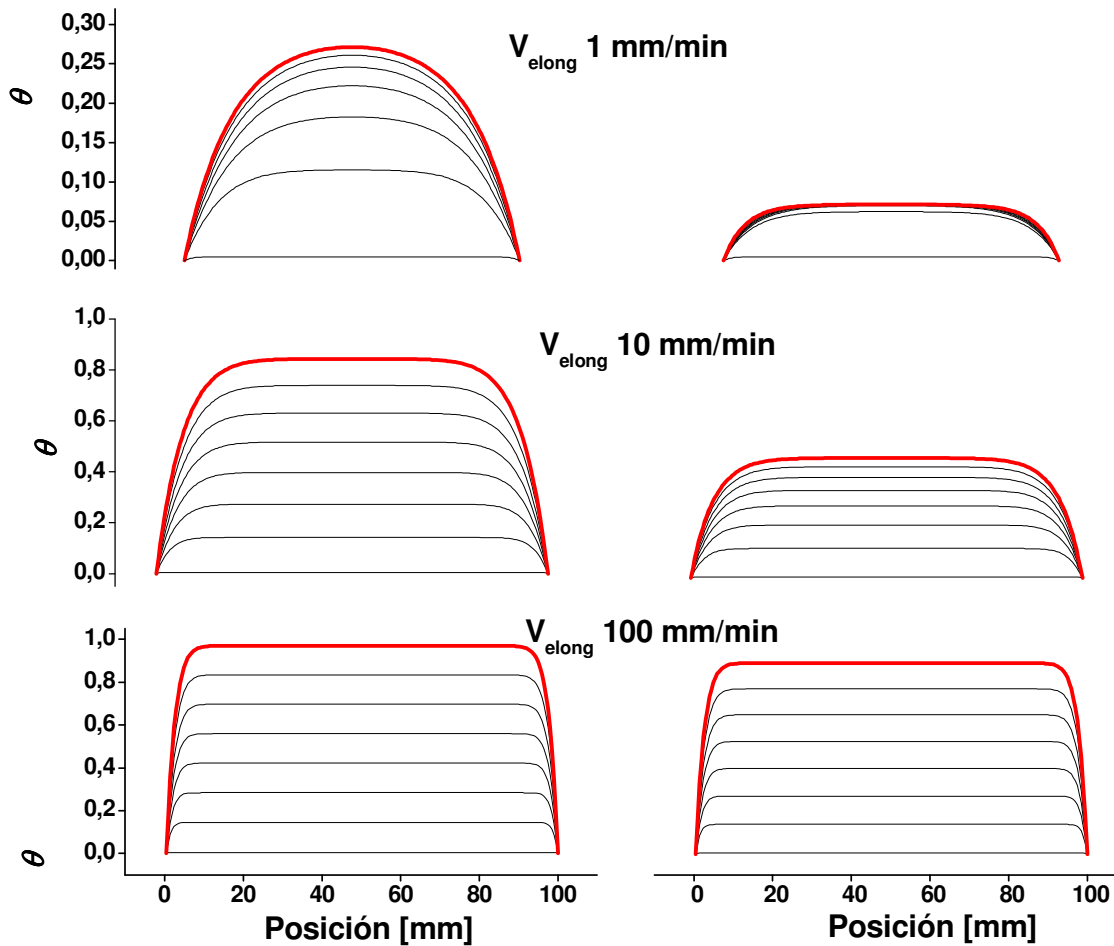 0,30
V_elong 1 mm/min
0,25
0,20
θ
0,15
0,10
0,05
0,00
1,0
V_elong 10 mm/min
0,8
0,6
θ
0,4
0,2
0,0
V_elong 100 mm/min
1,0
0,8
0,6
0,4
0,2
0,0
θ
0 20 40 60 80 100 0 20 40 60 80 100
Posición [mm] Posición [mm]